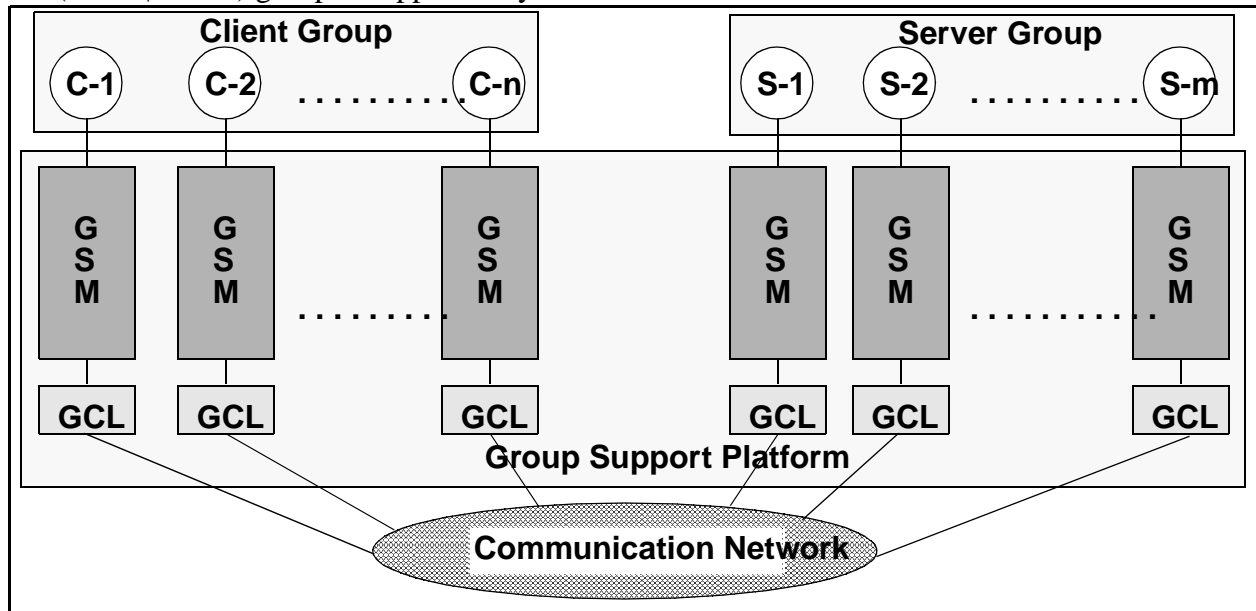 Client Group
Server Group
C-1
C-2
. . . . . . . . . .
C-n
S-1
S-2
. . . . . . . . . .
S-m
G
S
M
G
S
M
. . . . . . . . .
G
S
M
G
S
M
G
S
M
. . . . . . . . . . .
G
S
M
GCL
GCL
GCL
GCL
GCL
GCL
Group Support Platform
Communication Network